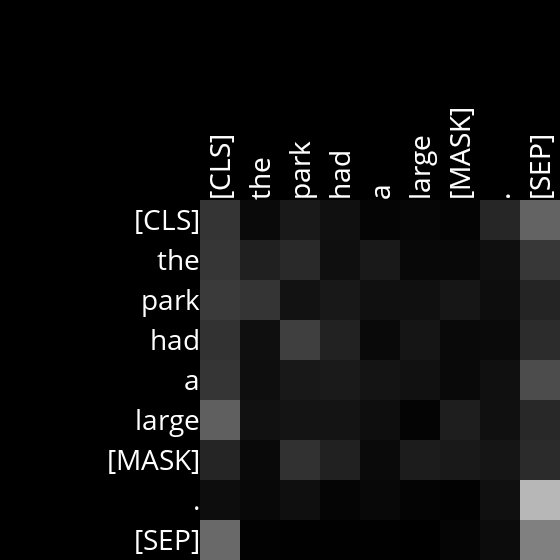 [CLS] the park had a large [MASK] . [SEP]
[CLS]
the
park
had
a
large
[MASK]
.
[SEP]